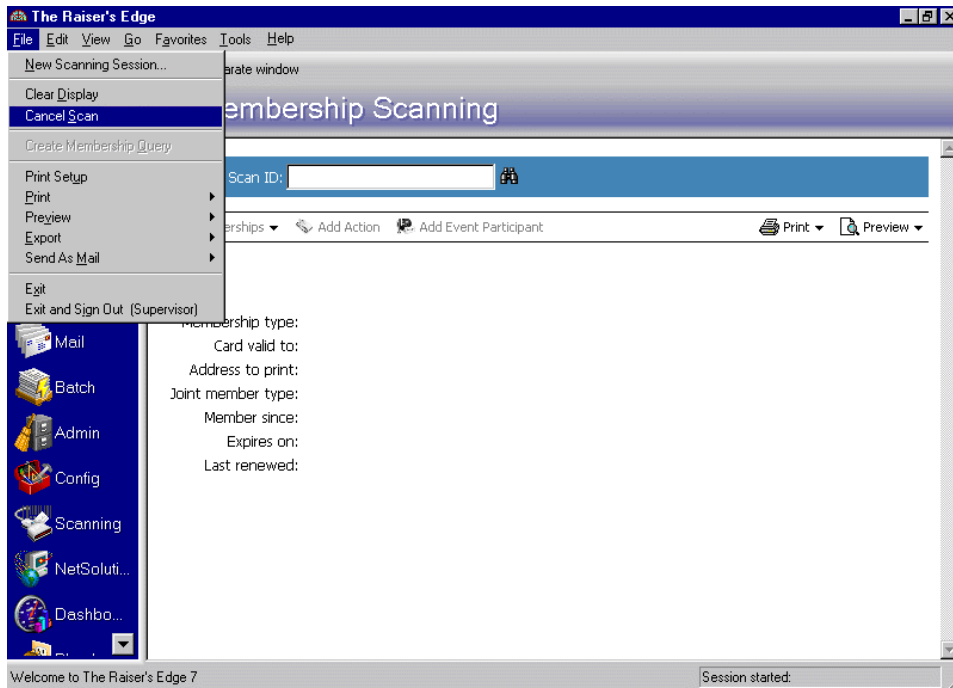 The Raiser's Edge
File Edit View Go Favorites Tools Help
New Scanning Session...
arate window
Clear Display
Cancel Scan
embership Scanning
Create Membership Query
Print Setup
Scan ID:
Print
Preview
erships Add Action Add Event Participant Print Preview
Export
Send As Mail
Exit
Exit and Sign Out (Supervisor)
Membership type:
Mail
Card valid to:
Address to print:
Batch
Joint member type:
Member since:
Admin
Expires on:
Last renewed:
Config
Scanning
NetSoluti...
Dashbo...
Welcome to The Raiser's Edge 7 Session started: